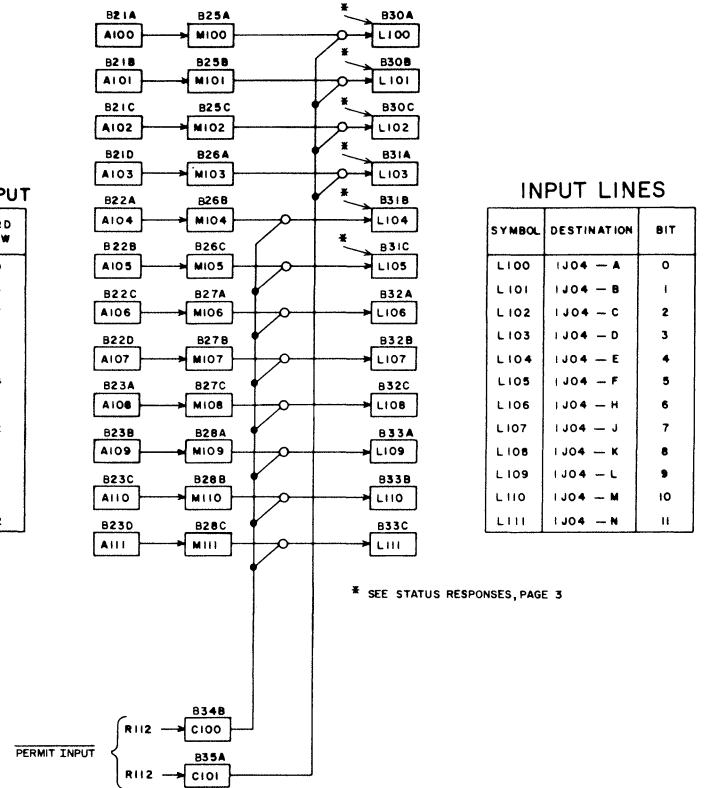 * B21A B25A B30A
A100 M100 L100
* B21B B25B B30B
A101 M101 L101
* B21C B25C B30C
A102 M102 L102
* B21D B26A B31A
A103 M103 L103
* B22A B26B B31B
A104 M104 L104
* B22B B26C B31C
A105 M105 L105
B22C B27A B32A
A106 M106 L106
B22D B27B B32B
A107 M107 L107
B23A B27C B32C
A108 M108 L108
B23B B28A B33A
A109 M109 L109
B23C B28B B33B
A110 M110 L110
B23D B28C B33C
A111 M111 L111
* SEE STATUS RESPONSES, PAGE 3
B34B
R112 C100
PERMIT INPUT
B35A
R112 C101
INPUT LINES
SYMBOL DESTINATION BIT
L100 1J04 — A 0
L101 1J04 — B 1
L102 1J04 — C 2
L103 1J04 — D 3
L104 1J04 — E 4
L105 1J04 — F 5
L106 1J04 — H 6
L107 1J04 — J 7
L108 1J04 — K 8
L109 1J04 — L 9
L110 1J04 — M 10
L111 1J04 — N 11